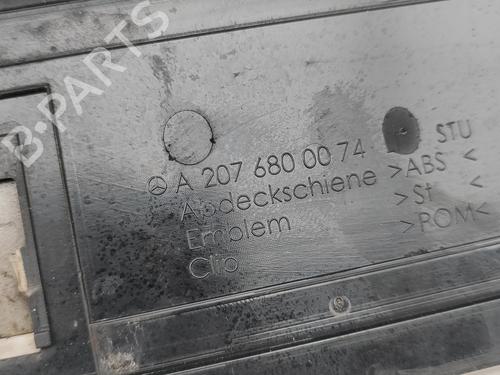 B-PARTS
A 207 680 00 74 STU
Abdeckschiene >ABS <
Emblem >St <
Clip >POM<